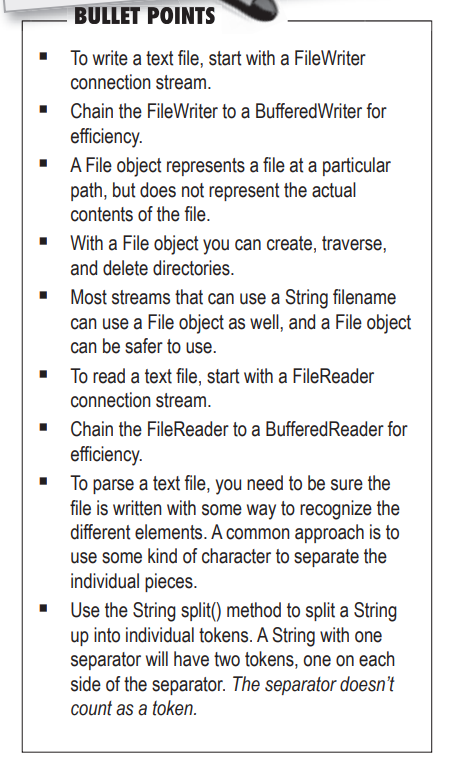 BULLET POINTS
▪ To write a text file, start with a FileWriter
connection stream.
▪ Chain the FileWriter to a BufferedWriter for
efficiency.
▪ A File object represents a file at a particular
path, but does not represent the actual
contents of the file.
▪ With a File object you can create, traverse,
and delete directories.
▪ Most streams that can use a String filename
can use a File object as well, and a File object
can be safer to use.
▪ To read a text file, start with a FileReader
connection stream.
▪ Chain the FileReader to a BufferedReader for
efficiency.
▪ To parse a text file, you need to be sure the
file is written with some way to recognize the
different elements. A common approach is to
use some kind of character to separate the
individual pieces.
▪ Use the String split() method to split a String
up into individual tokens. A String with one
separator will have two tokens, one on each
side of the separator. The separator doesn’t
count as a token.